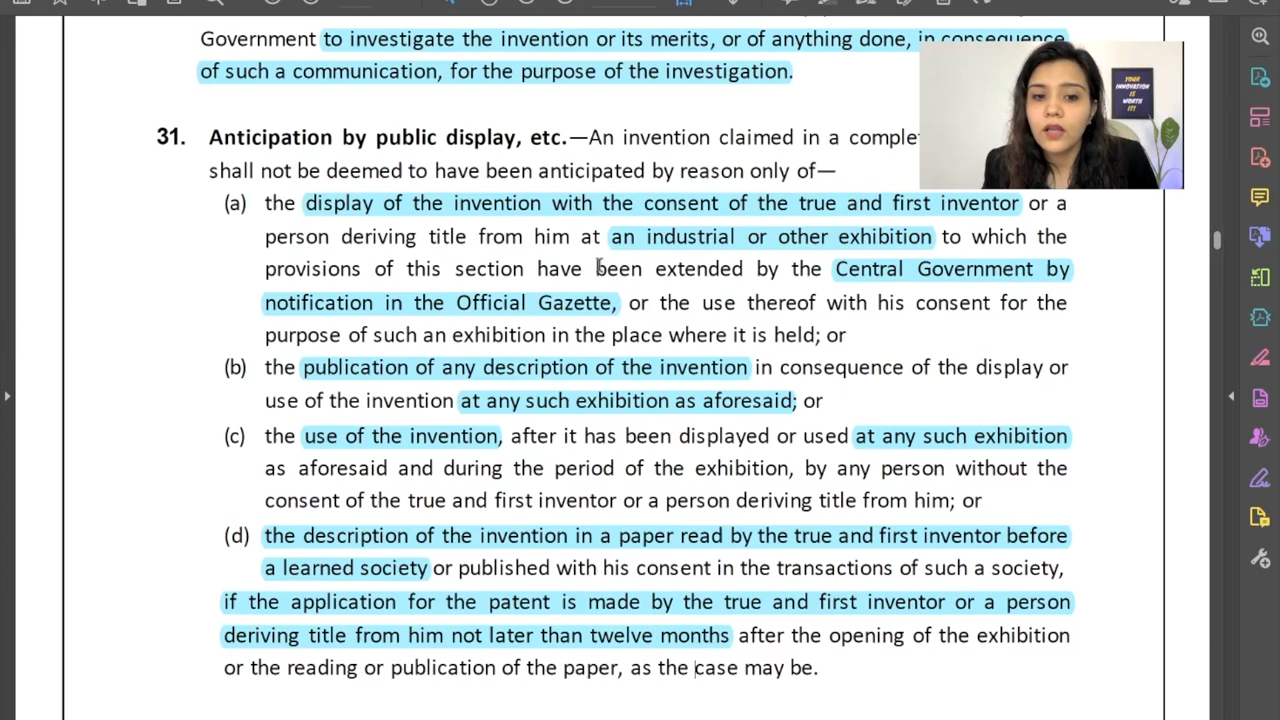 Government to investigate the invention or its merits, or of anything done, in consequence
of such a communication, for the purpose of the investigation.
YOUR
INNOVATION
IS
WORTH
IT!
31. Anticipation by public display, etc.—An invention claimed in a
shall not be deemed to have been anticipated by reason only of—
(a) the display of the invention with the consent of the true and first inventor or a
person deriving title from him at an industrial or other exhibition to which the
provisions of this section have been extended by the Central Government by
notification in the Official Gazette, or the use thereof with his consent for the
purpose of such an exhibition in the place where it is held; or
(b) the publication of any description of the invention in consequence of the display or
use of the invention at any such exhibition as aforesaid; or
(c) the use of the invention, after it has been displayed or used at any such exhibition
as aforesaid and during the period of the exhibition, by any person without the
consent of the true and first inventor or a person deriving title from him; or
(d) the description of the invention in a paper read by the true and first inventor before
a learned society or published with his consent in the transactions of such a society,
if the application for the patent is made by the true and first inventor or a person
deriving title from him not later than twelve months after the opening of the exhibition
or the reading or publication of the paper, as the case may be.